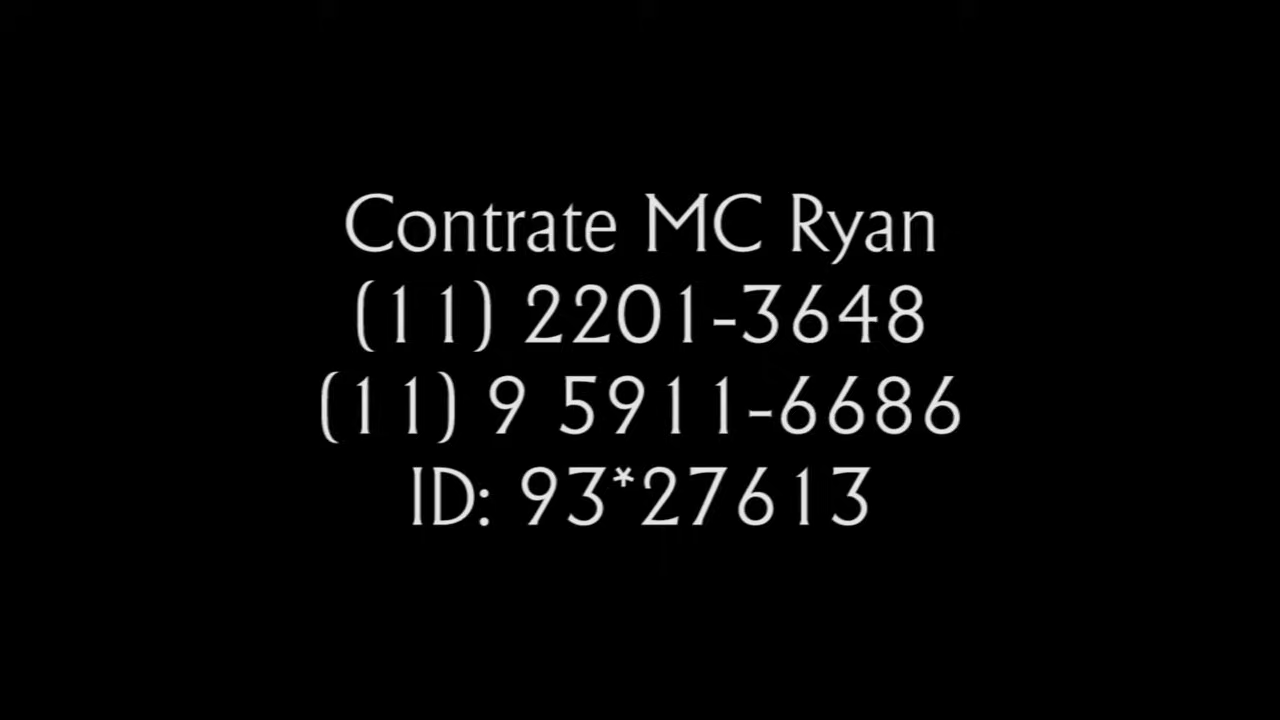 Contrate MC Ryan
(11) 2201-3648
(11) 9 5911-6686
ID: 93*27613